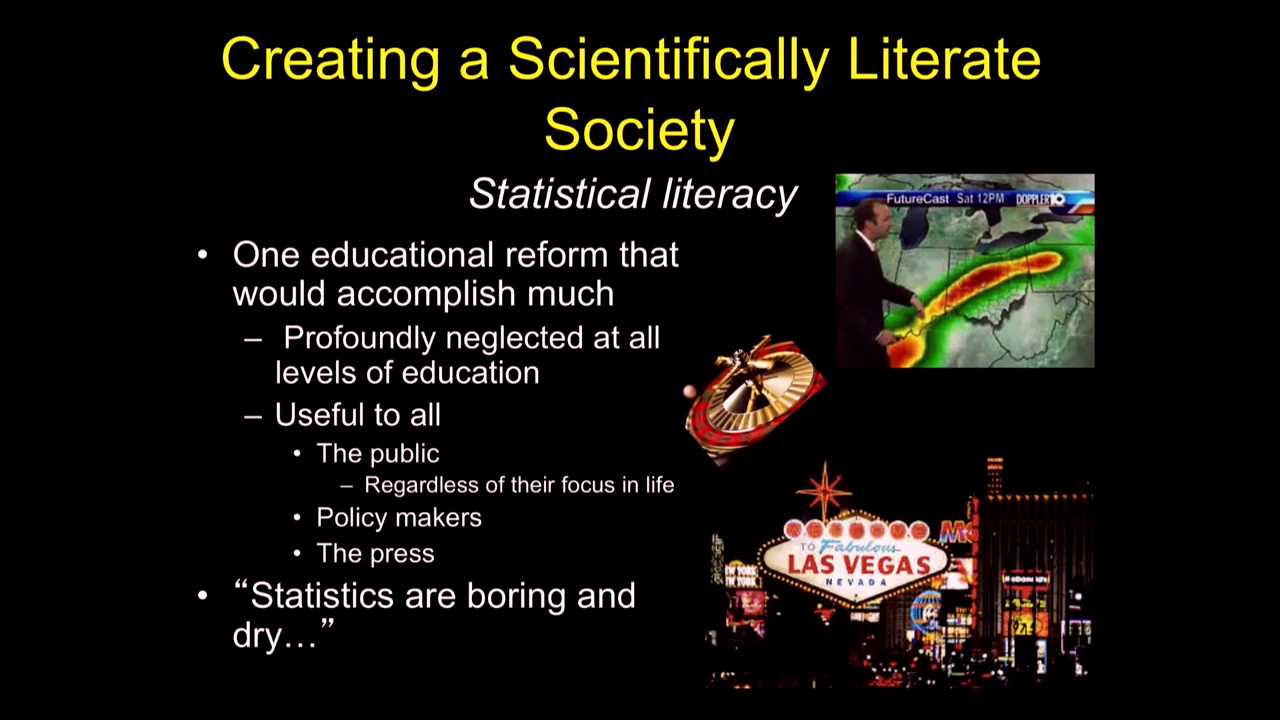 Creating a Scientifically Literate
Society
Statistical literacy
• One educational reform that
would accomplish much
– Profoundly neglected at all
levels of education
– Useful to all
• The public
– Regardless of their focus in life
• Policy makers
• The press
• “Statistics are boring and
dry…”
FutureCast Sat 12PM DOPPLER10
WELCOME
TO Fabulous
LAS VEGAS
NEVADA